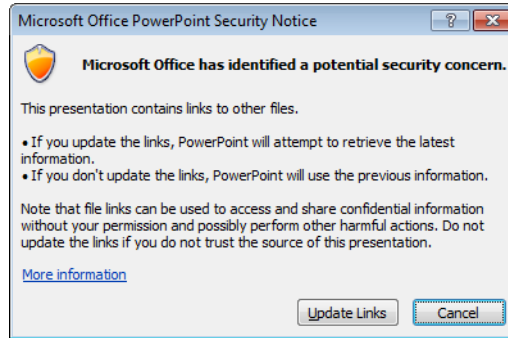 Microsoft Office PowerPoint Security Notice
Microsoft Office has identified a potential security concern.
This presentation contains links to other files.
• If you update the links, PowerPoint will attempt to retrieve the latest
information.
• If you don't update the links, PowerPoint will use the previous information.
Note that file links can be used to access and share confidential information
without your permission and possibly perform other harmful actions. Do not
update the links if you do not trust the source of this presentation.
More information
Update Links Cancel